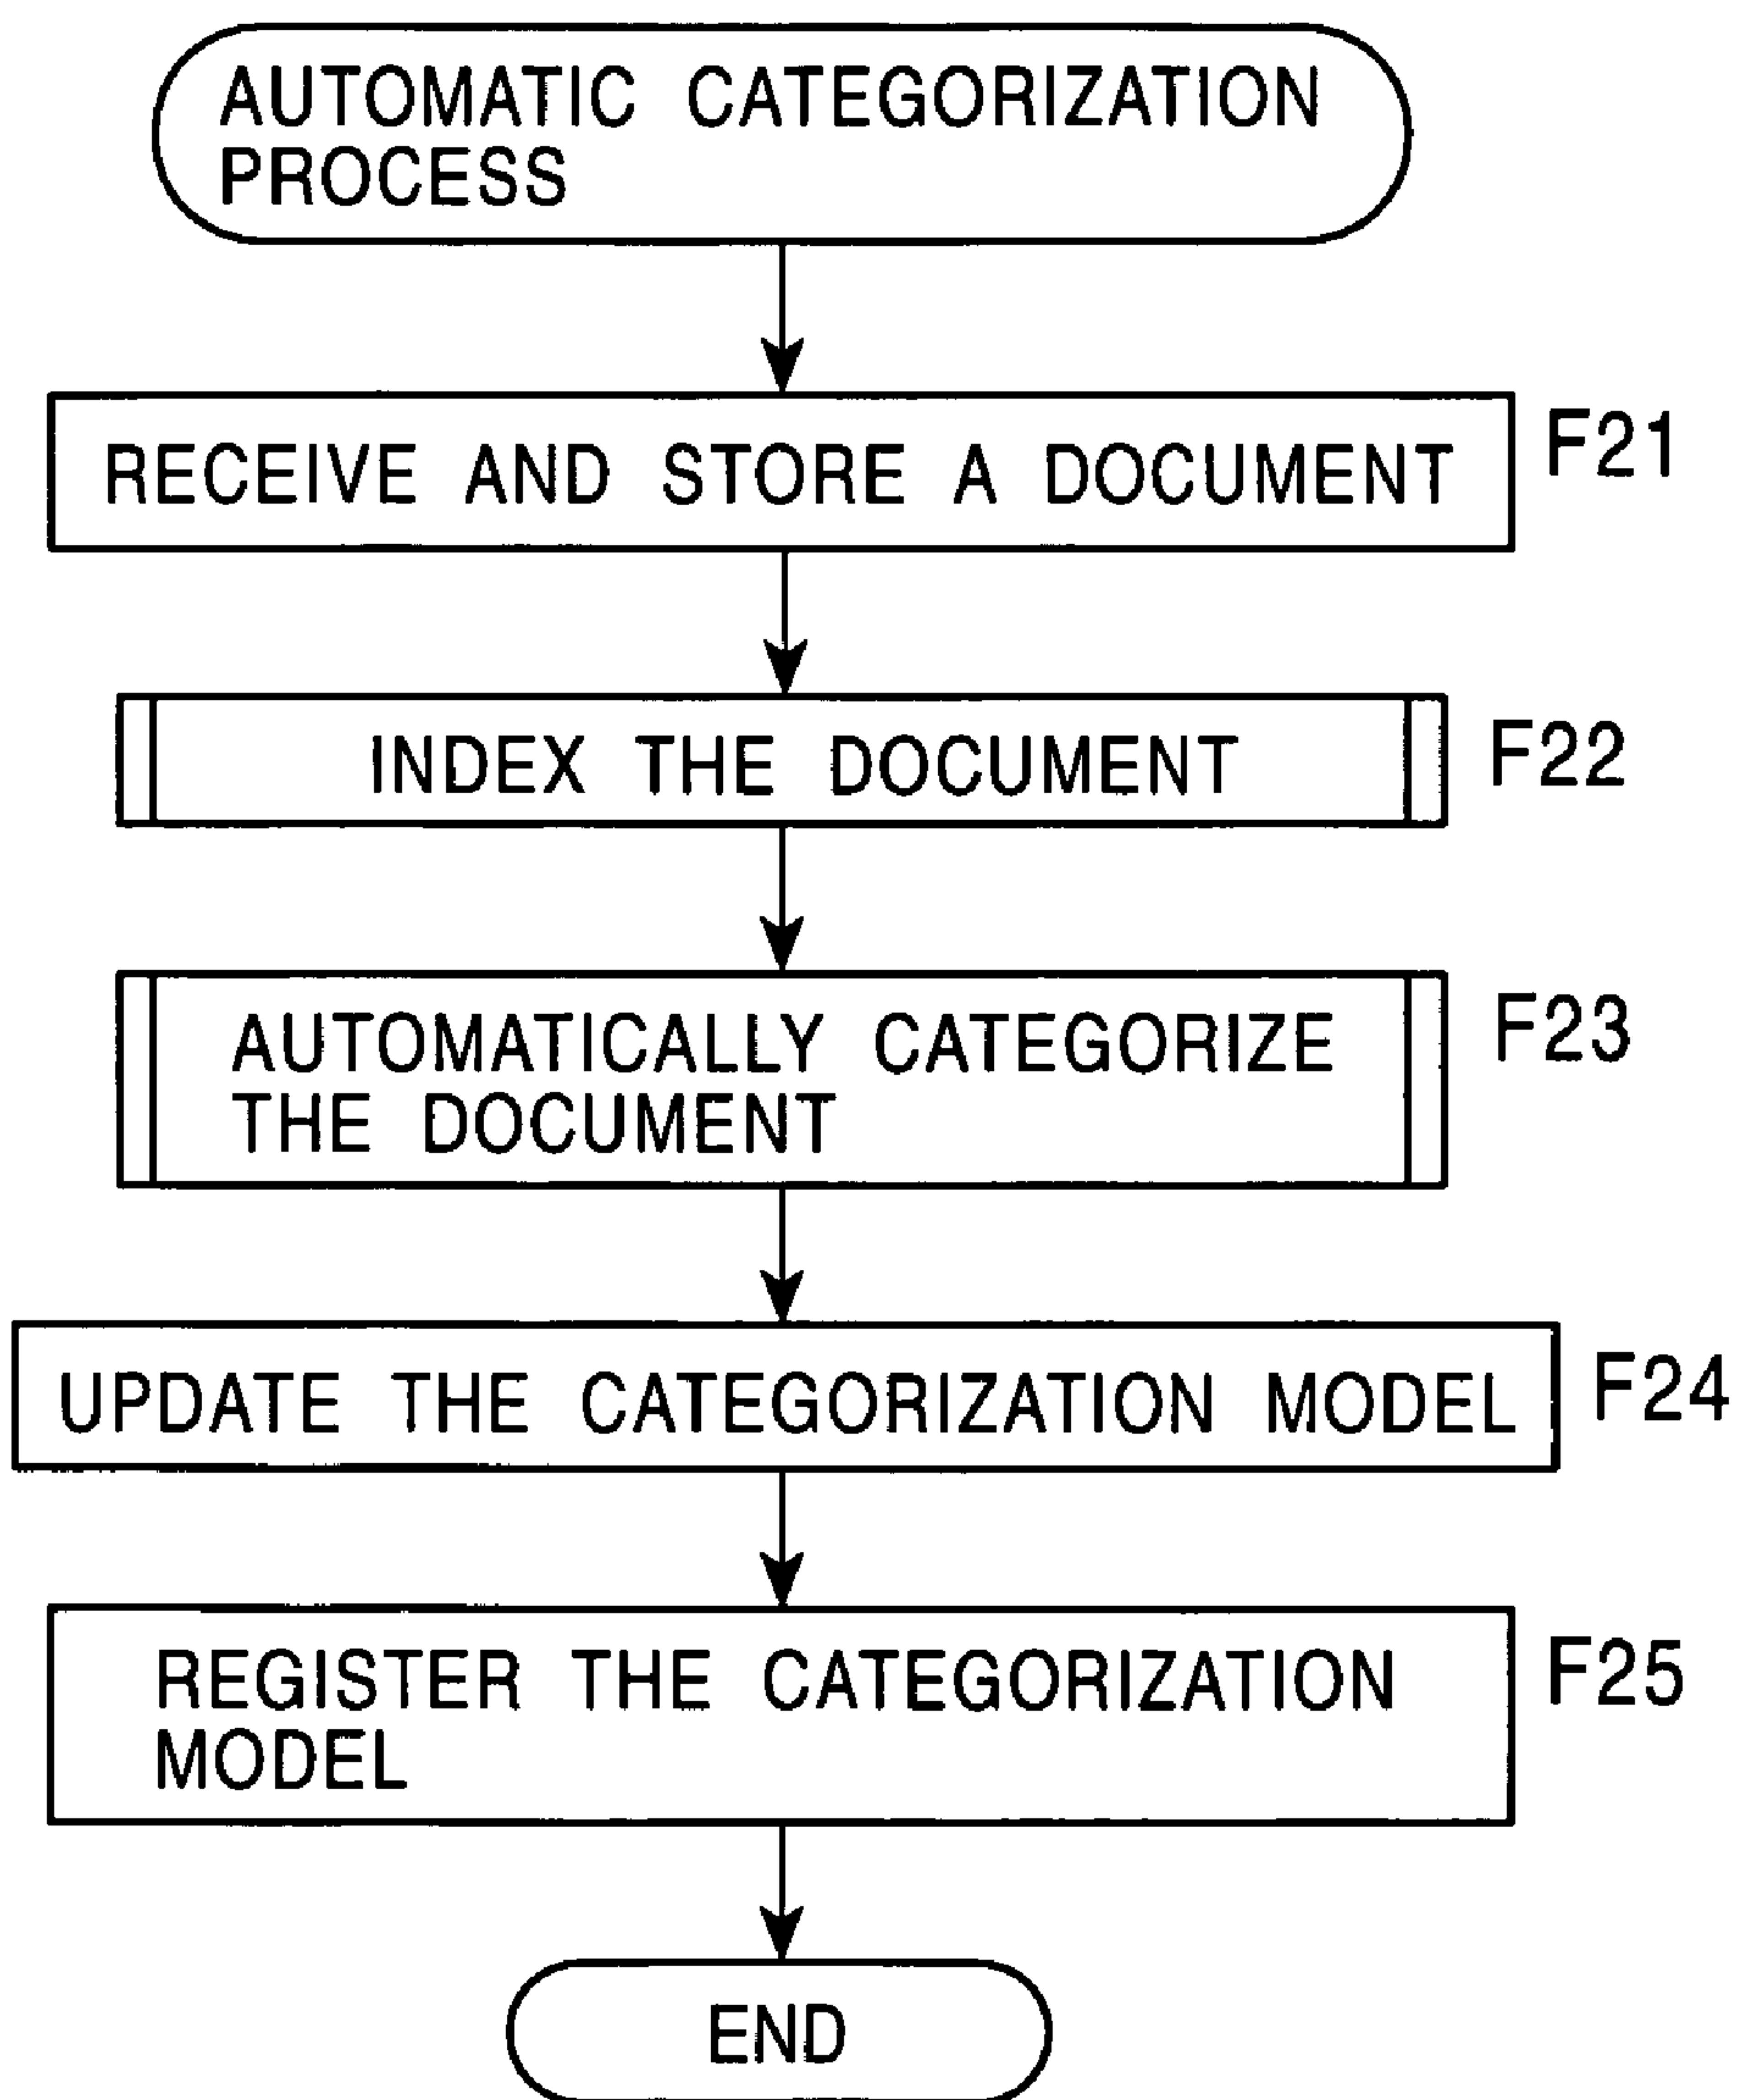 AUTOMATIC CATEGORIZATION
PROCESS
RECEIVE AND STORE A DOCUMENT
F21
INDEX THE DOCUMENT
F22
AUTOMATICALLY CATEGORIZE
THE DOCUMENT
F23
UPDATE THE CATEGORIZATION MODEL
F24
REGISTER THE CATEGORIZATION
MODEL
F25
END